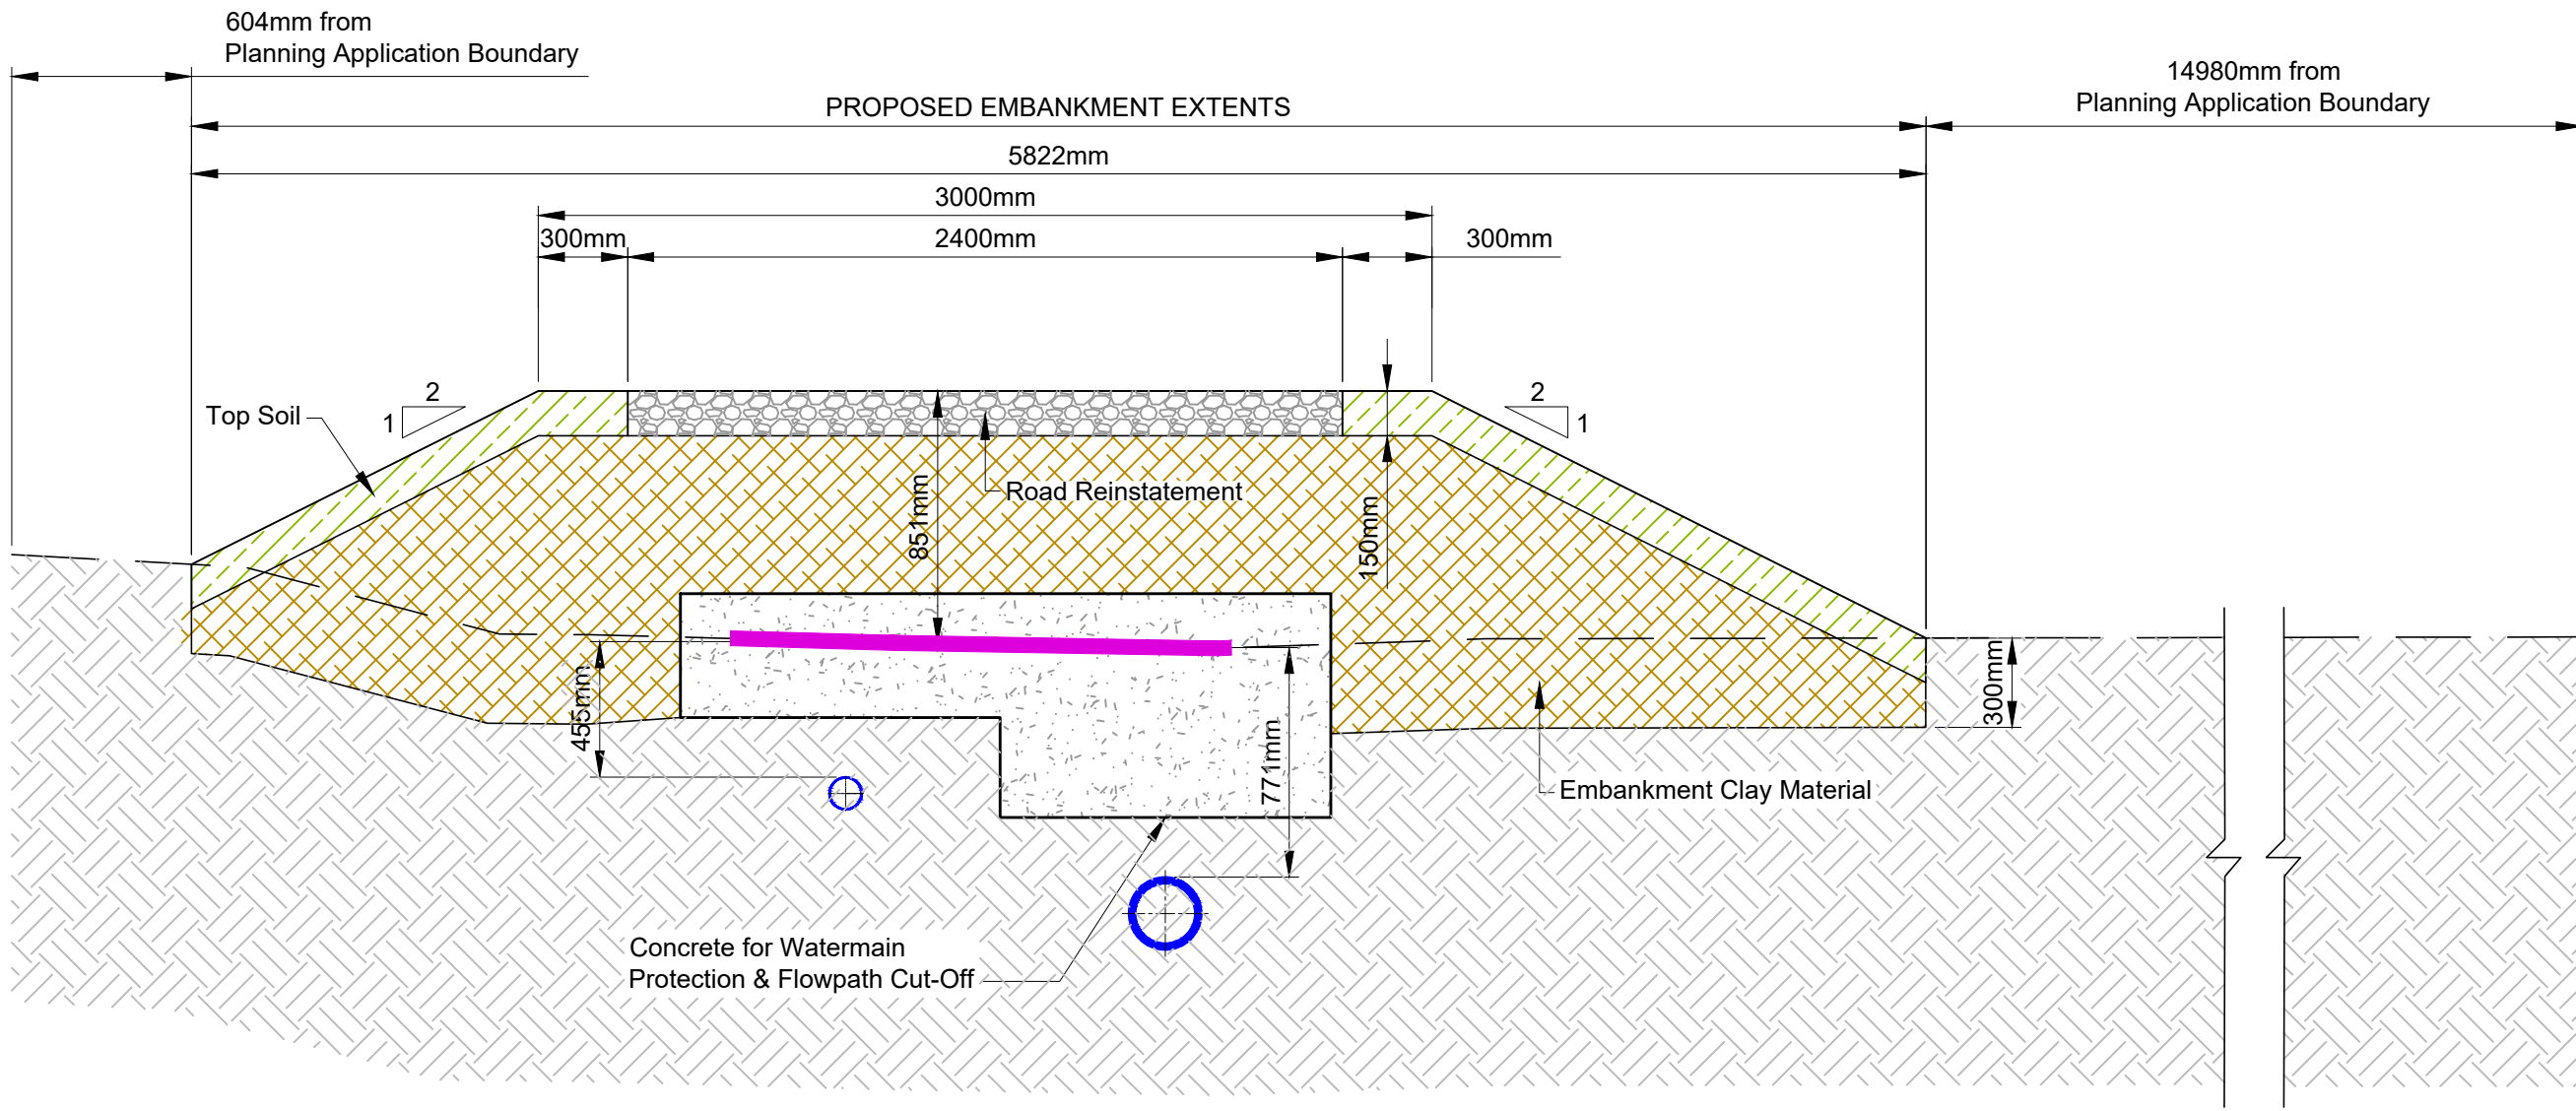 604mm from
Planning Application Boundary
14980mm from
Planning Application Boundary
PROPOSED EMBANKMENT EXTENTS
5822mm
3000mm
300mm
2400mm
300mm
2
1
Top Soil
2
1
Road Reinstatement
851mm
150mm
455mm
771mm
300mm
Embankment Clay Material
Concrete for Watermain
Protection & Flowpath Cut-Off